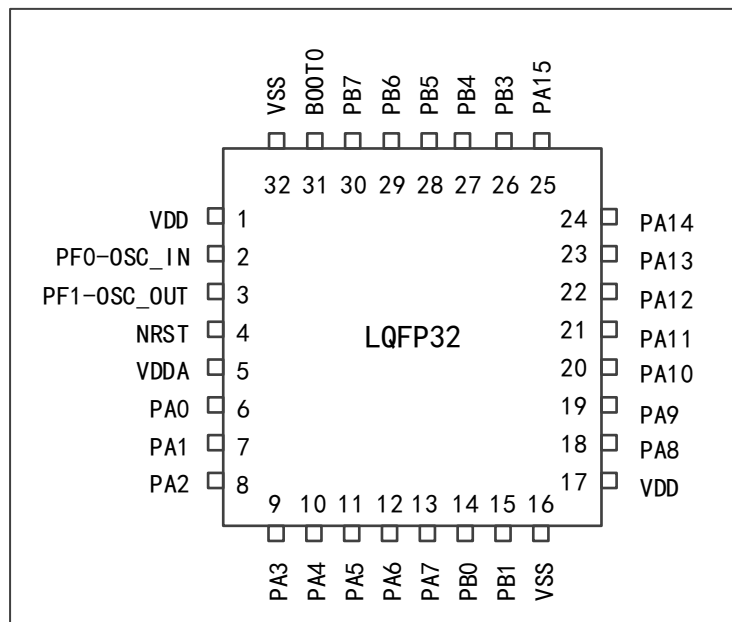 VSS BOOT0 PB7 PB6 PB5 PB4 PB3 PA15
32 31 30 29 28 27 26 25
VDD 1 24 PA14
PF0-OSC_IN 2 23 PA13
PF1-OSC_OUT 3 22 PA12
NRST 4 LQFP32 21 PA11
VDDA 5 20 PA10
PA0 6 19 PA9
PA1 7 18 PA8
PA2 8 17 VDD
9 10 11 12 13 14 15 16
PA3 PA4 PA5 PA6 PA7 PB0 PB1 VSS